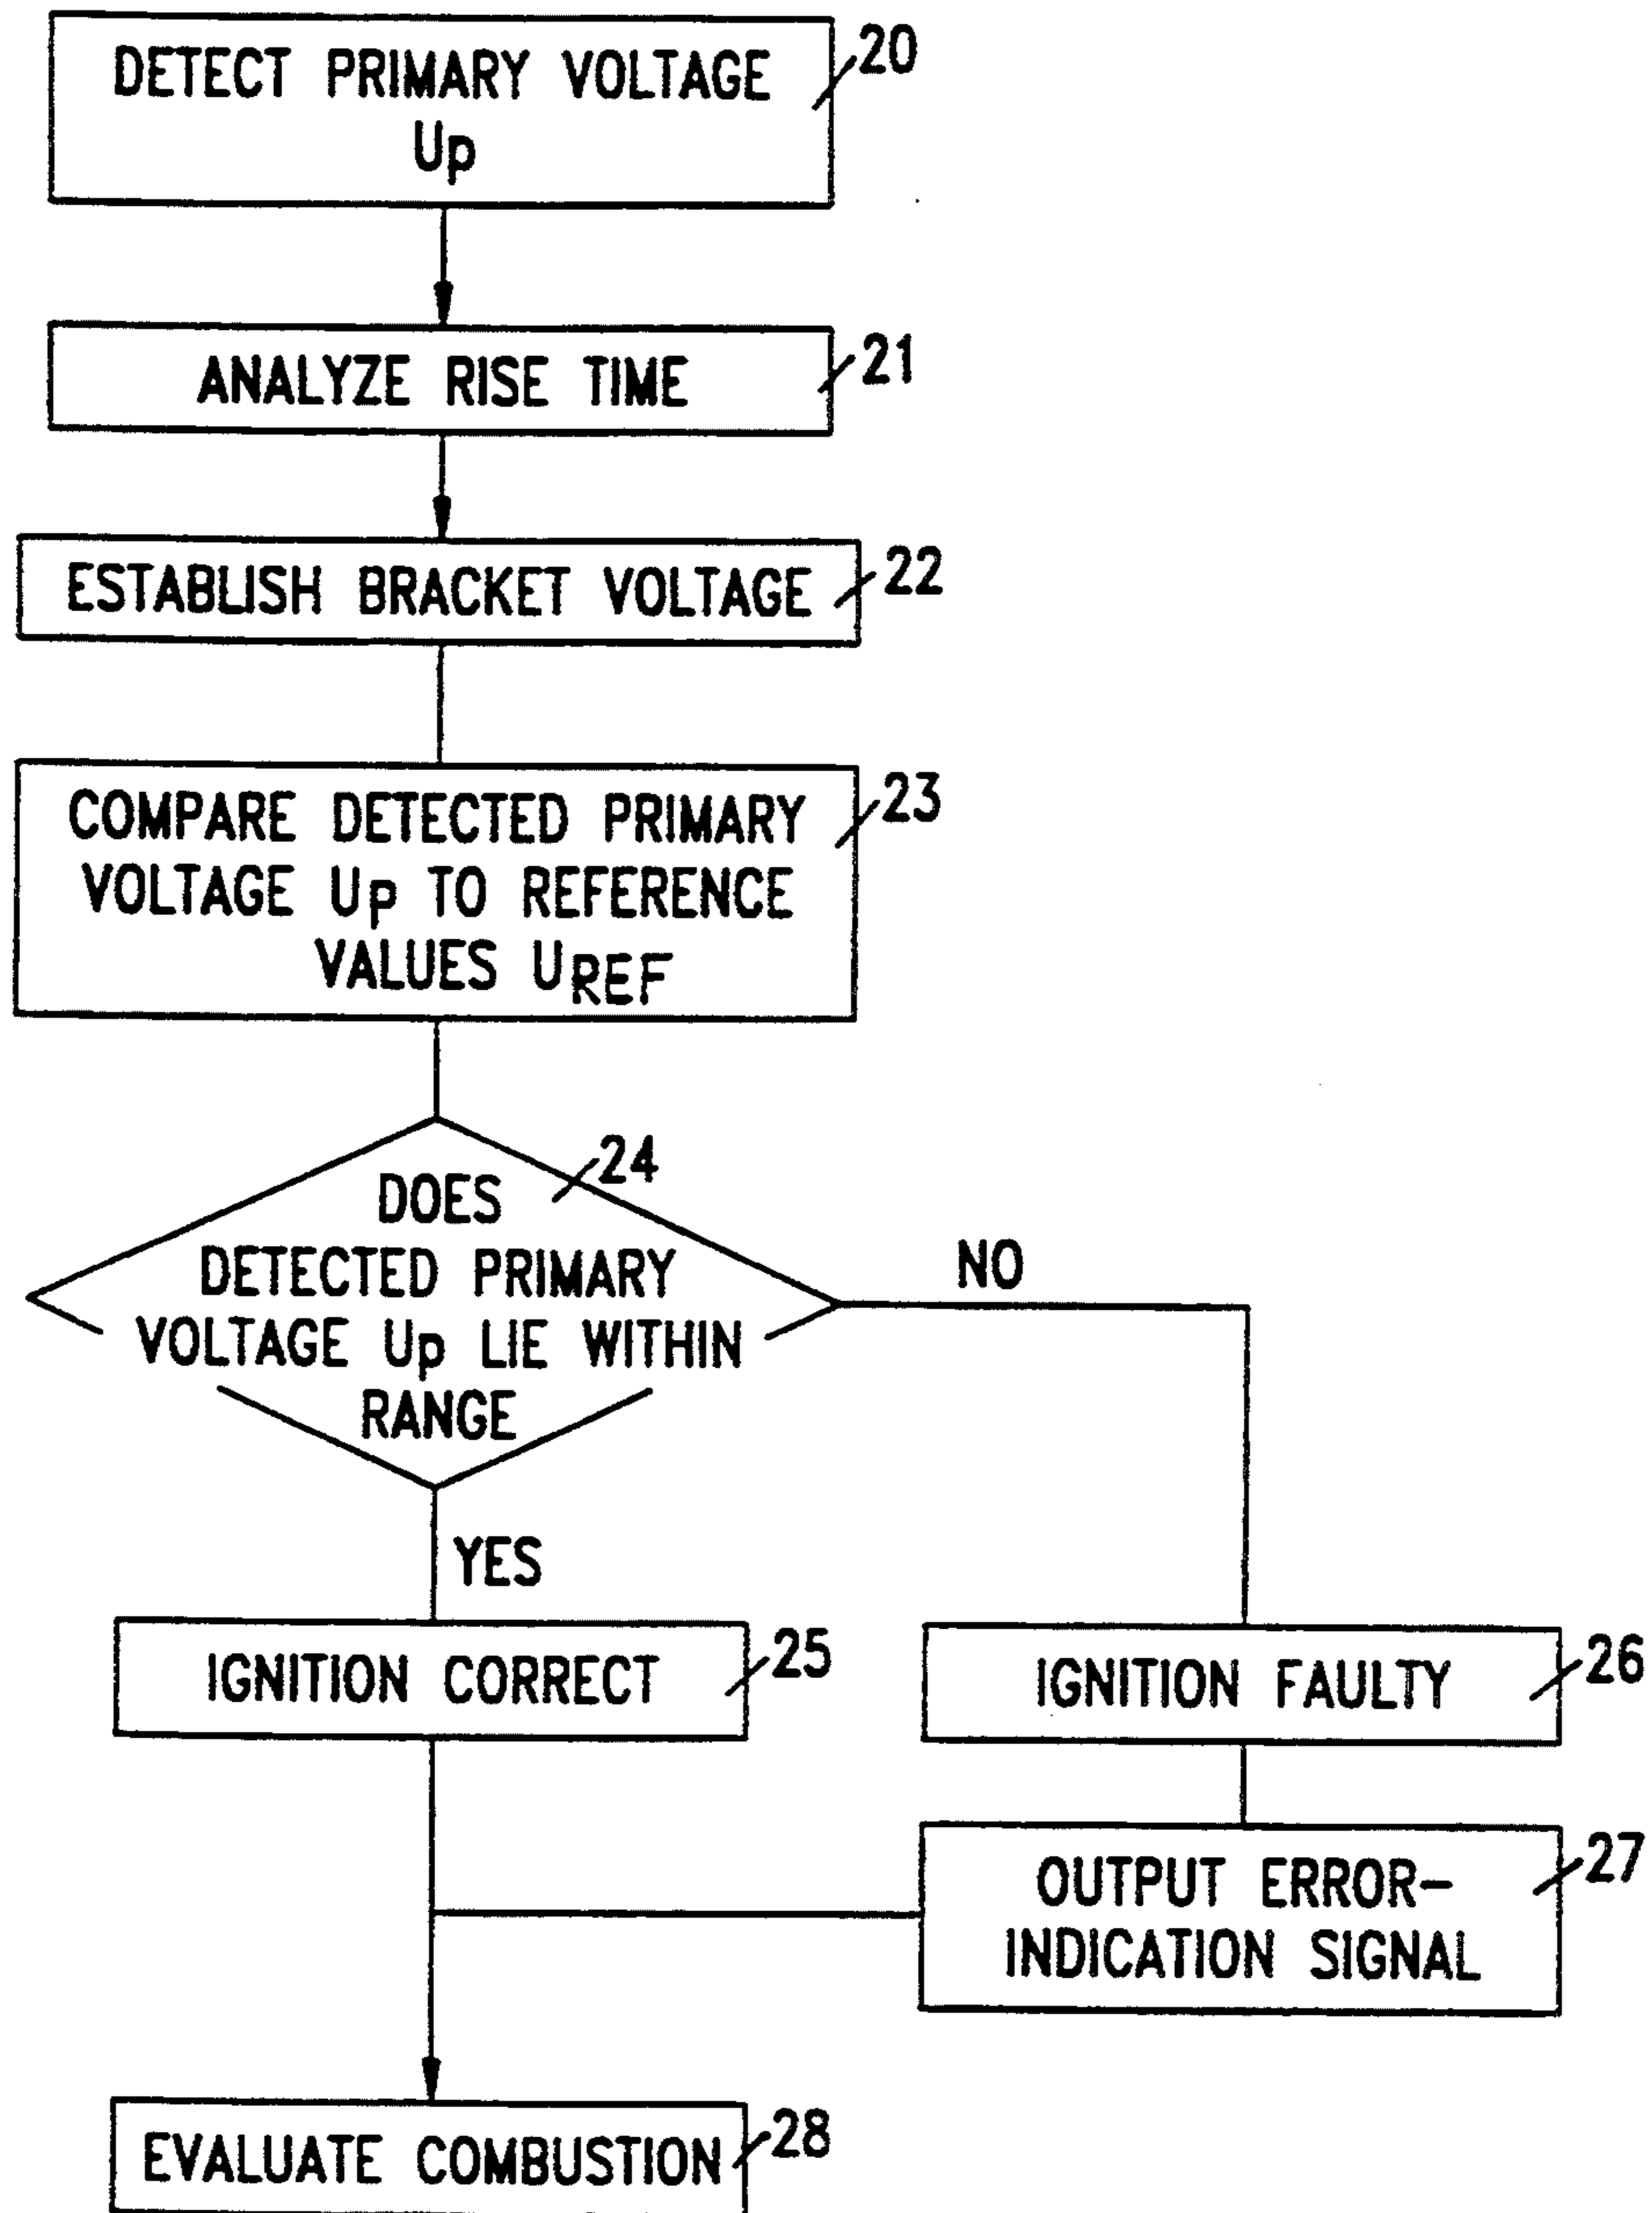 DETECT PRIMARY VOLTAGE
Up
20
ANALYZE RISE TIME
21
ESTABLISH BRACKET VOLTAGE
22
COMPARE DETECTED PRIMARY
VOLTAGE Up TO REFERENCE
VALUES UREF
23
24
DOES
DETECTED PRIMARY
VOLTAGE Up LIE WITHIN
RANGE
NO
YES
IGNITION CORRECT
25
IGNITION FAULTY
26
OUTPUT ERROR-
INDICATION SIGNAL
27
EVALUATE COMBUSTION
28